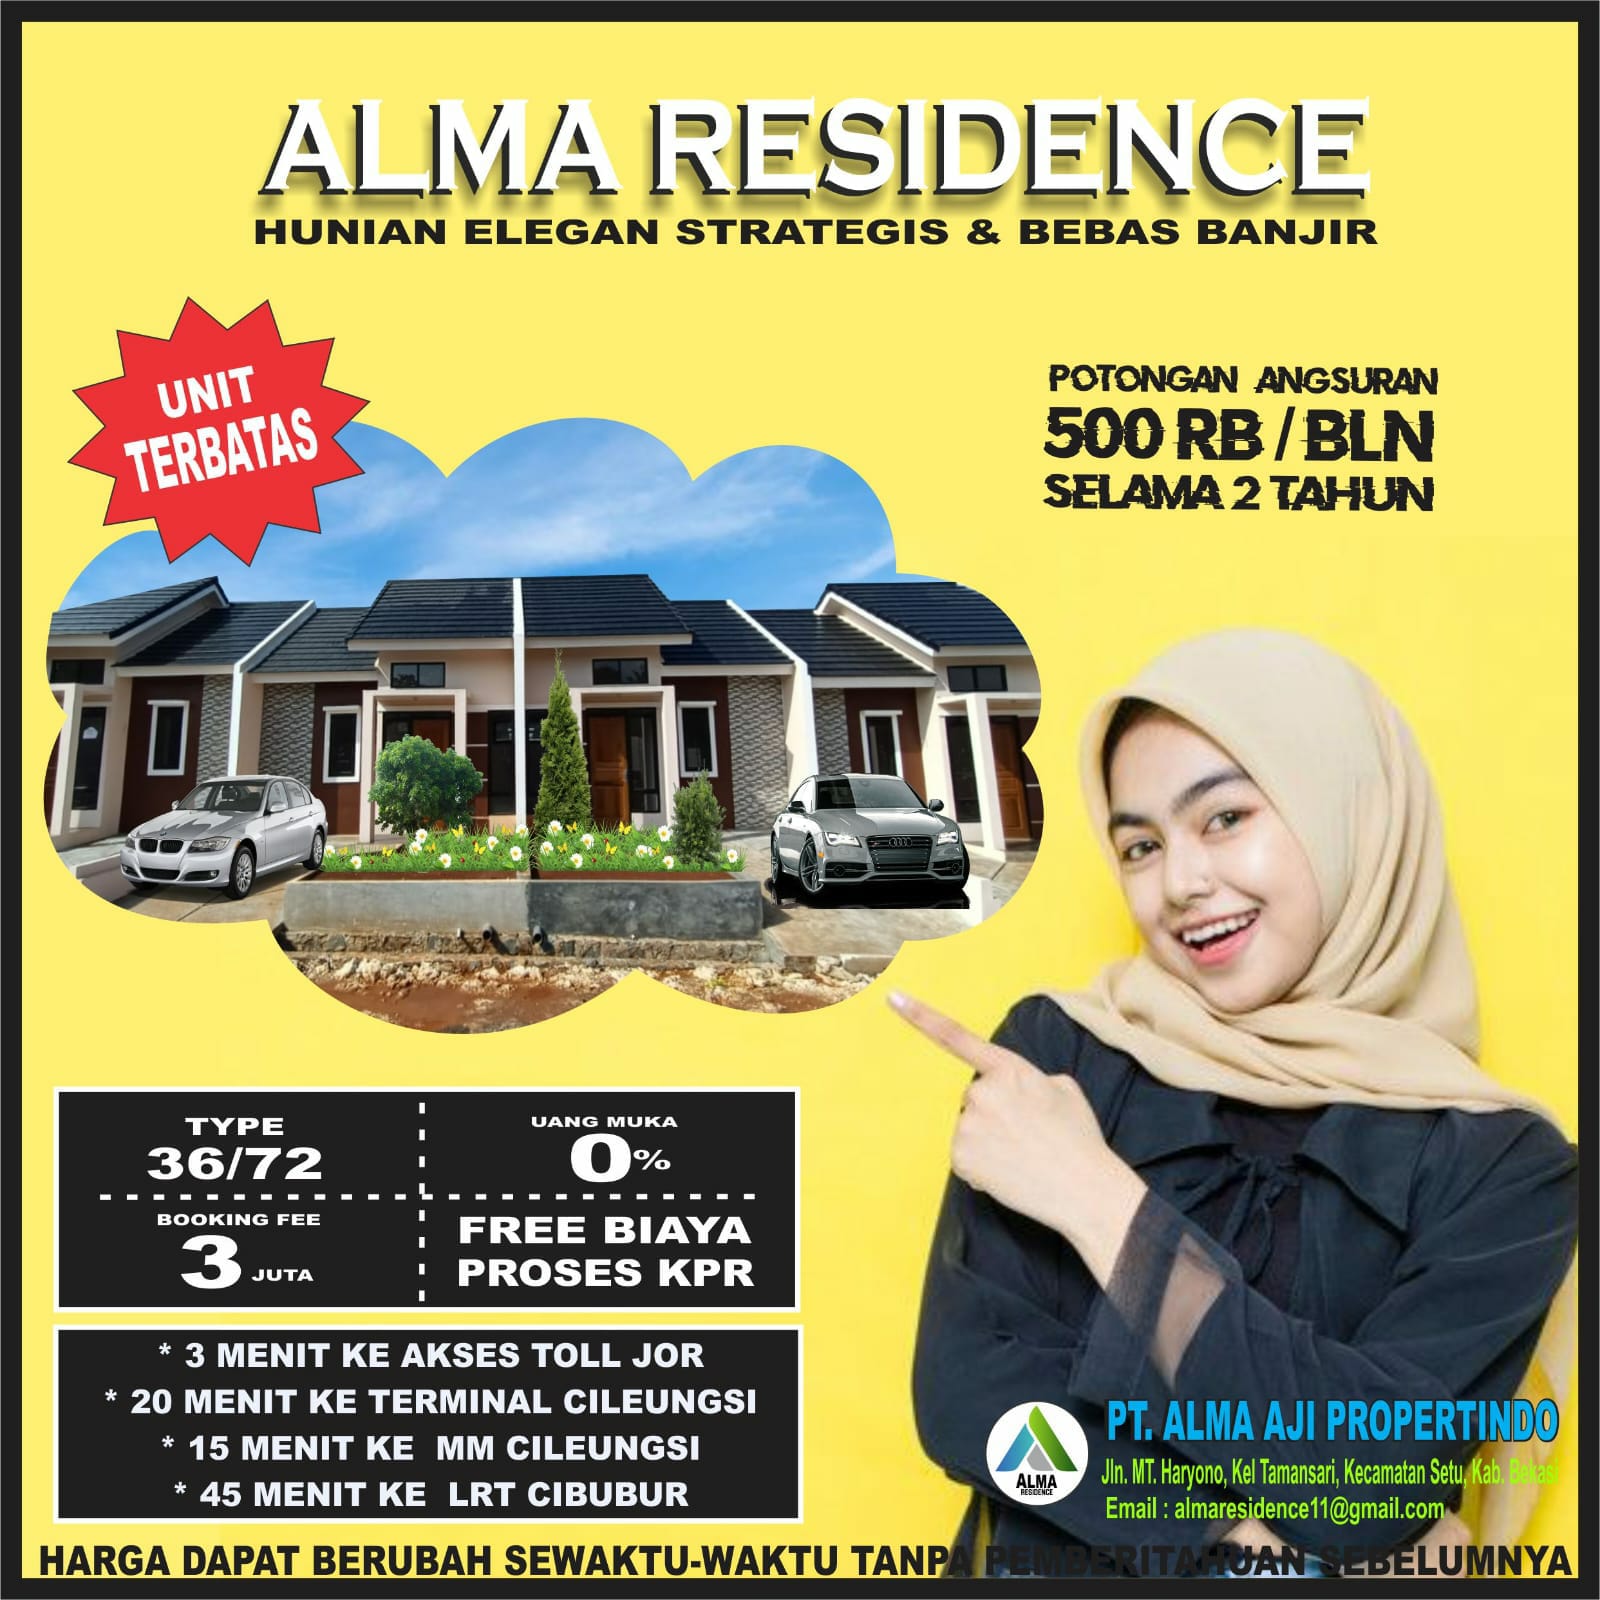 ALMA RESIDENCE
HUNIAN ELEGAN STRATEGIS & BEBAS BANJIR
UNIT
TERBATAS
POTONGAN ANGSURAN
500 RB / BLN
SELAMA 2 TAHUN
TYPE
36/72
UANG MUKA
0%
BOOKING FEE
3 JUTA
FREE BIAYA
PROSES KPR
* 3 MENIT KE AKSES TOLL JOR
* 20 MENIT KE TERMINAL CILEUNGSI
* 15 MENIT KE MM CILEUNGSI
* 45 MENIT KE LRT CIBUBUR
ALMA
RESIDENCE
PT. ALMA AJI PROPERTINDO
Jln. MT. Haryono, Kel Tamansari, Kecamatan Setu, Kab. Bekasi
Email : almaresidence11@gmail.com
HARGA DAPAT BERUBAH SEWAKTU-WAKTU TANPA PEMBERITAHUAN SEBELUMNYA